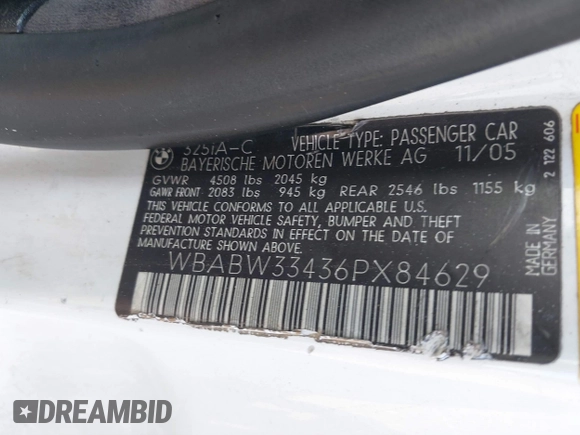 325iA-C VEHICLE TYPE: PASSENGER CAR
BAYERISCHE MOTOREN WERKE AG 11/05
GVWR 4508 lbs 2045 kg
GAWR FRONT 2083 lbs 945 kg REAR 2546 lbs 1155 kg
THIS VEHICLE CONFORMS TO ALL APPLICABLE U.S.
FEDERAL MOTOR VEHICLE SAFETY, BUMPER AND THEFT
PREVENTION STANDARDS IN EFFECT ON THE DATE
OF MANUFACTURE SHOWN ABOVE.
WBABW33436PX84629
2 122 606
MADE IN
GERMANY
DREAMBID